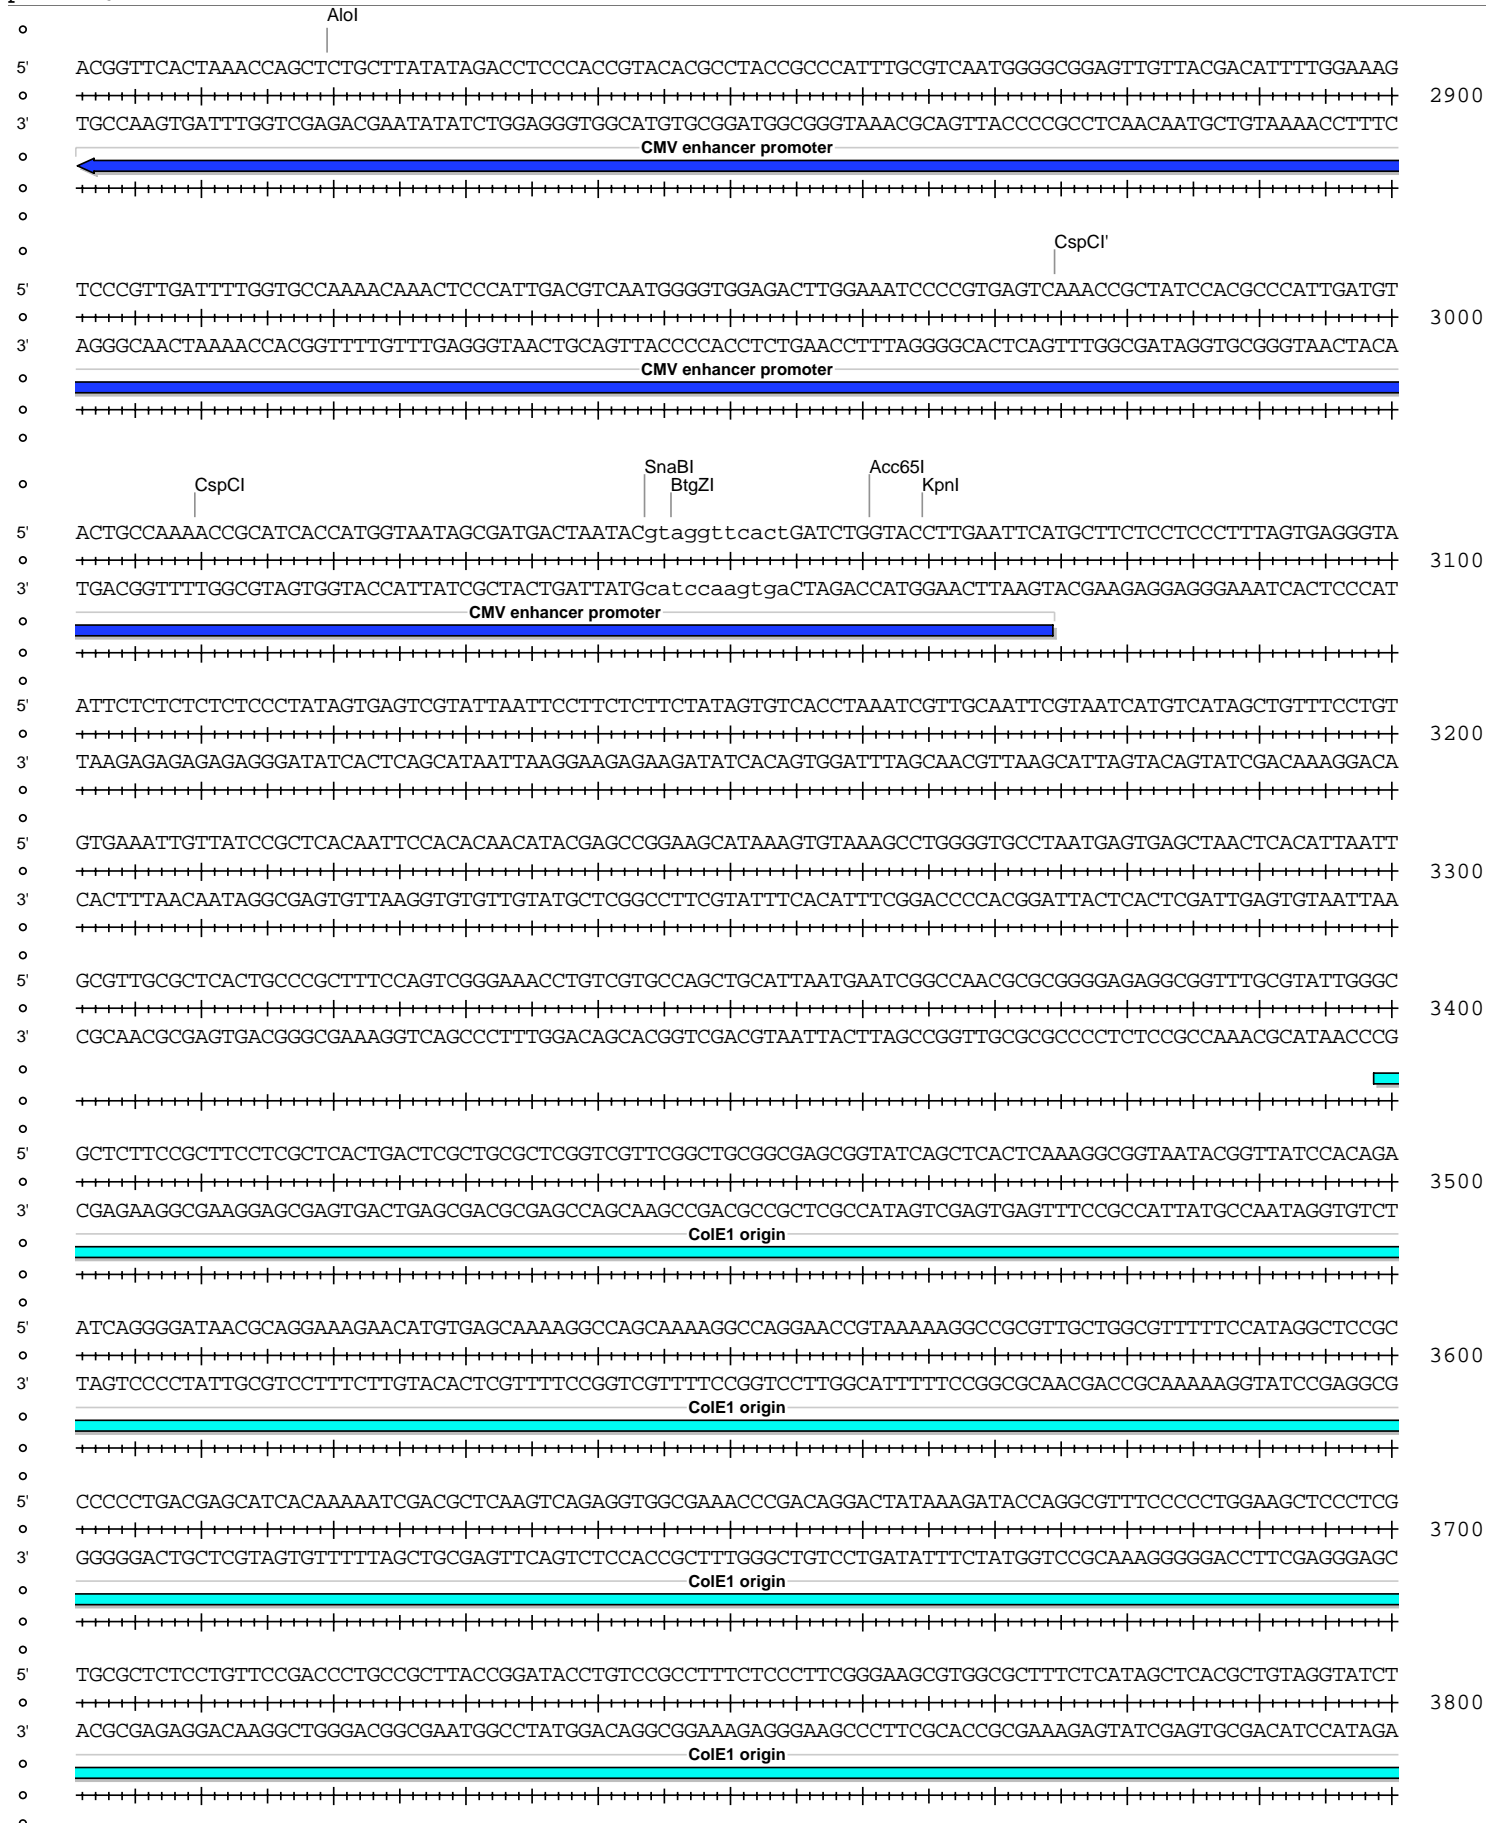 AloI
5' ACGGTTCACTAAACCAGCTCTGCTTATATAGACCTCCCACCGTACACGCCTACCGCCCATTTGCGTCAATGGGGCGGAGTTGTTACGACATTTTGGAAAG
2900
3' TGCCAAGTGATTTGGTCGAGACGAATATATCTGGAGGGTGGCATGTGCGGATGGCGGGTAAACGCAGTTACCCCGCCTCAACAATGCTGTAAAACCTTTC
CMV enhancer promoter
CspCI'
5' TCCCGTTGATTTTGGTGCCAAAACAAACTCCCATTGACGTCAATGGGGTGGAGACTTGGAAATCCCCGTGAGTCAAACCGCTATCCACGCCCATTGATGT
3000
3' AGGGCAACTAAAACCACGGTTTTGTTTGAGGGTAACTGCAGTTACCCCACCTCTGAACCTTTAGGGGCACTCAGTTTGGCGATAGGTGCGGGTAACTACA
CMV enhancer promoter
CspCI SnaBI BtgZI Acc65I KpnI
5' ACTGCCAAAACCGCATCACCATGGTAATAGCGATGACTAATACgtaggttcactGATCTGGTACCTTGAATTCATGCTTCTCCTCCCTTTAGTGAGGGTA
3100
3' TGACGGTTTTGGCGTAGTGGTACCATTATCGCTACTGATTATGcatccaagtgaCTAGACCATGGAACTTAAGTACGAAGAGGAGGGAAATCACTCCCAT
CMV enhancer promoter
5' ATTCTCTCTCTCTCCCTATAGTGAGTCGTATTAATTCCTTCTCTTCTATAGTGTCACCTAAATCGTTGCAATTCGTAATCATGTCATAGCTGTTTCCTGT
3200
3' TAAGAGAGAGAGAGGGATATCACTCAGCATAATTAAGGAAGAGAAGATATCACAGTGGATTTAGCAACGTTAAGCATTAGTACAGTATCGACAAAGGACA
5' GTGAAATTGTTATCCGCTCACAATTCCACACAACATACGAGCCGGAAGCATAAAGTGTAAAGCCTGGGGTGCCTAATGAGTGAGCTAACTCACATTAATT
3300
3' CACTTTAACAATAGGCGAGTGTTAAGGTGTGTTGTATGCTCGGCCTTCGTATTTCACATTTCGGACCCCACGGATTACTCACTCGATTGAGTGTAATTAA
5' GCGTTGCGCTCACTGCCCGCTTTCCAGTCGGGAAACCTGTCGTGCCAGCTGCATTAATGAATCGGCCAACGCGCGGGGAGAGGCGGTTTGCGTATTGGGC
3400
3' CGCAACGCGAGTGACGGGCGAAAGGTCAGCCCTTTGGACAGCACGGTCGACGTAATTACTTAGCCGGTTGCGCGCCCCTCTCCGCCAAACGCATAACCCG
5' GCTCTTCCGCTTCCTCGCTCACTGACTCGCTGCGCTCGGTCGTTCGGCTGCGGCGAGCGGTATCAGCTCACTCAAAGGCGGTAATACGGTTATCCACAGA
3500
3' CGAGAAGGCGAAGGAGCGAGTGACTGAGCGACGCGAGCCAGCAAGCCGACGCCGCTCGCCATAGTCGAGTGAGTTTCCGCCATTATGCCAATAGGTGTCT
ColE1 origin
5' ATCAGGGGATAACGCAGGAAAGAACATGTGAGCAAAAGGCCAGCAAAAGGCCAGGAACCGTAAAAAGGCCGCGTTGCTGGCGTTTTTCCATAGGCTCCGC
3600
3' TAGTCCCCTATTGCGTCCTTTCTTGTACACTCGTTTTCCGGTCGTTTTCCGGTCCTTGGCATTTTTCCGGCGCAACGACCGCAAAAAGGTATCCGAGGCG
ColE1 origin
5' CCCCCTGACGAGCATCACAAAAATCGACGCTCAAGTCAGAGGTGGCGAAACCCGACAGGACTATAAAGATACCAGGCGTTTCCCCCTGGAAGCTCCCTCG
3700
3' GGGGGACTGCTCGTAGTGTTTTTAGCTGCGAGTTCAGTCTCCACCGCTTTGGGCTGTCCTGATATTTCTATGGTCCGCAAAGGGGGACCTTCGAGGGAGC
ColE1 origin
5' TGCGCTCTCCTGTTCCGACCCTGCCGCTTACCGGATACCTGTCCGCCTTTCTCCCTTCGGGAAGCGTGGCGCTTTCTCATAGCTCACGCTGTAGGTATCT
3800
3' ACGCGAGAGGACAAGGCTGGGACGGCGAATGGCCTATGGACAGGCGGAAAGAGGGAAGCCCTTCGCACCGCGAAAGAGTATCGAGTGCGACATCCATAGA
ColE1 origin